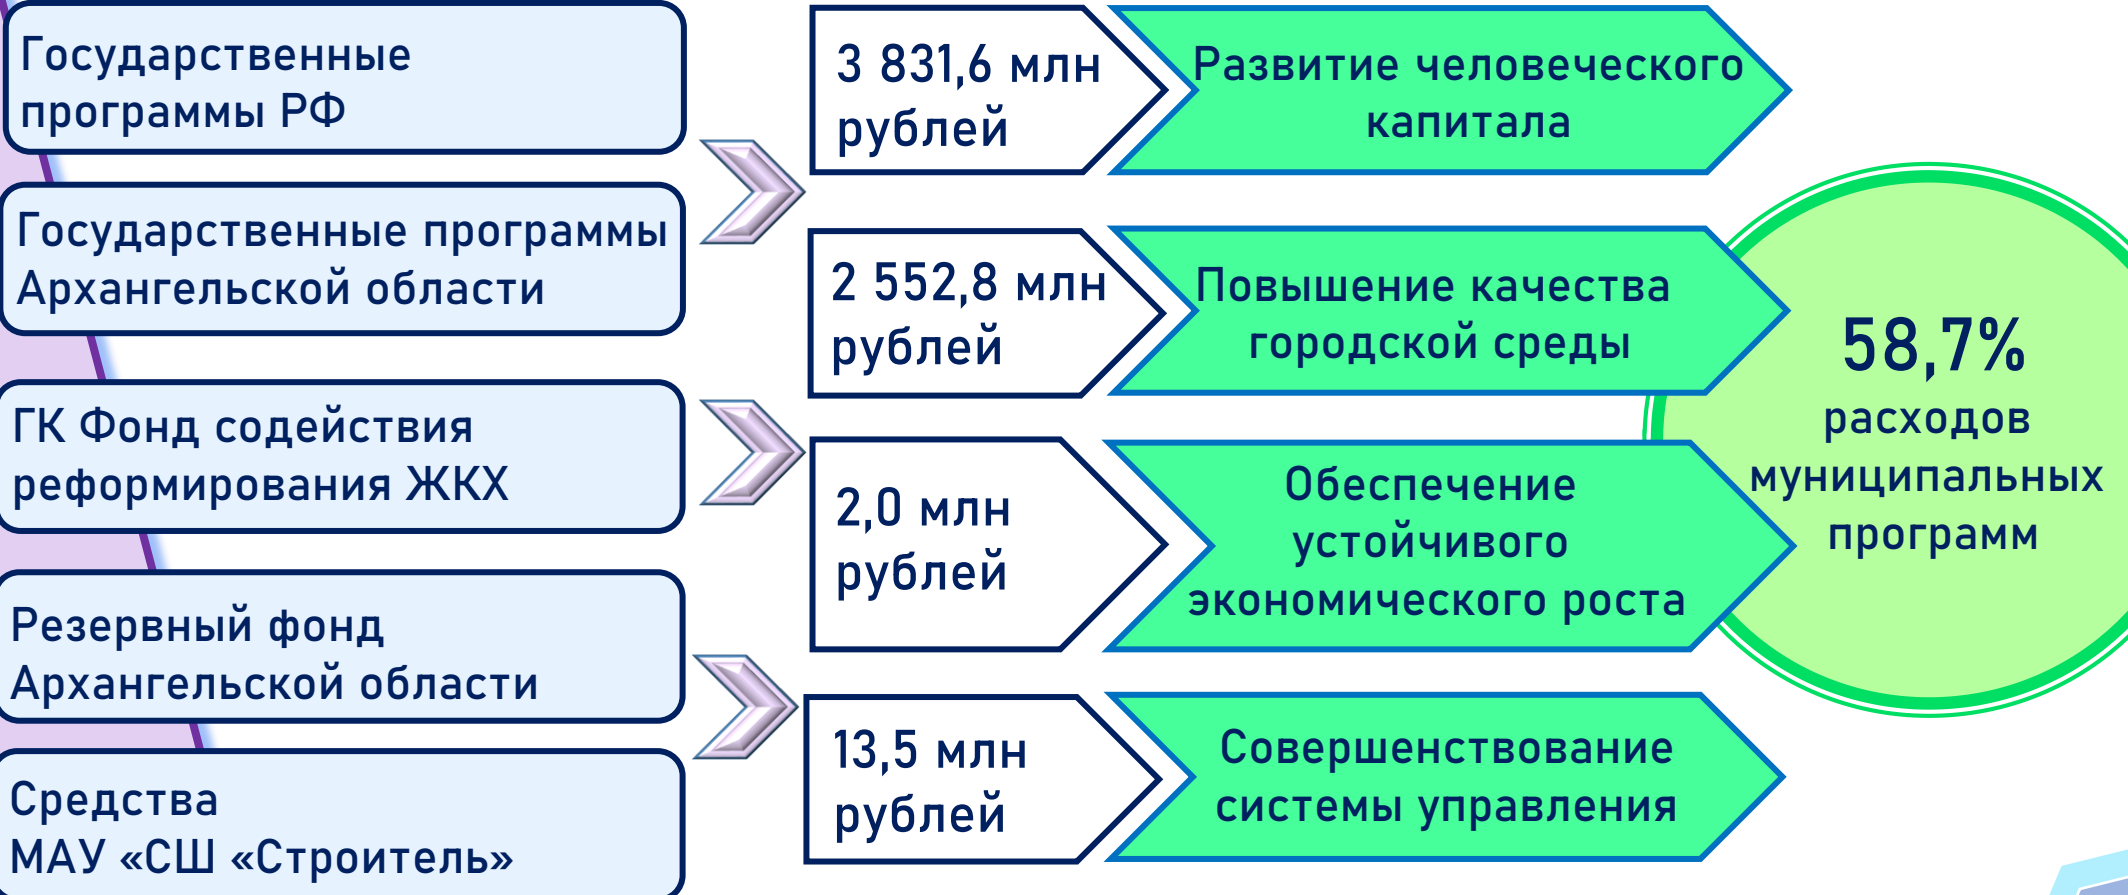 Государственные
программы РФ
Государственные программы
Архангельской области
ГК Фонд содействия
реформирования ЖКХ
Резервный фонд
Архангельской области
Средства
МАУ «СШ «Строитель»
3 831,6 млн
рублей
Развитие человеческого
капитала
2 552,8 млн
рублей
Повышение качества
городской среды
2,0 млн
рублей
Обеспечение
устойчивого
экономического роста
13,5 млн
рублей
Совершенствование
системы управления
58,7%
расходов
муниципальных
программ